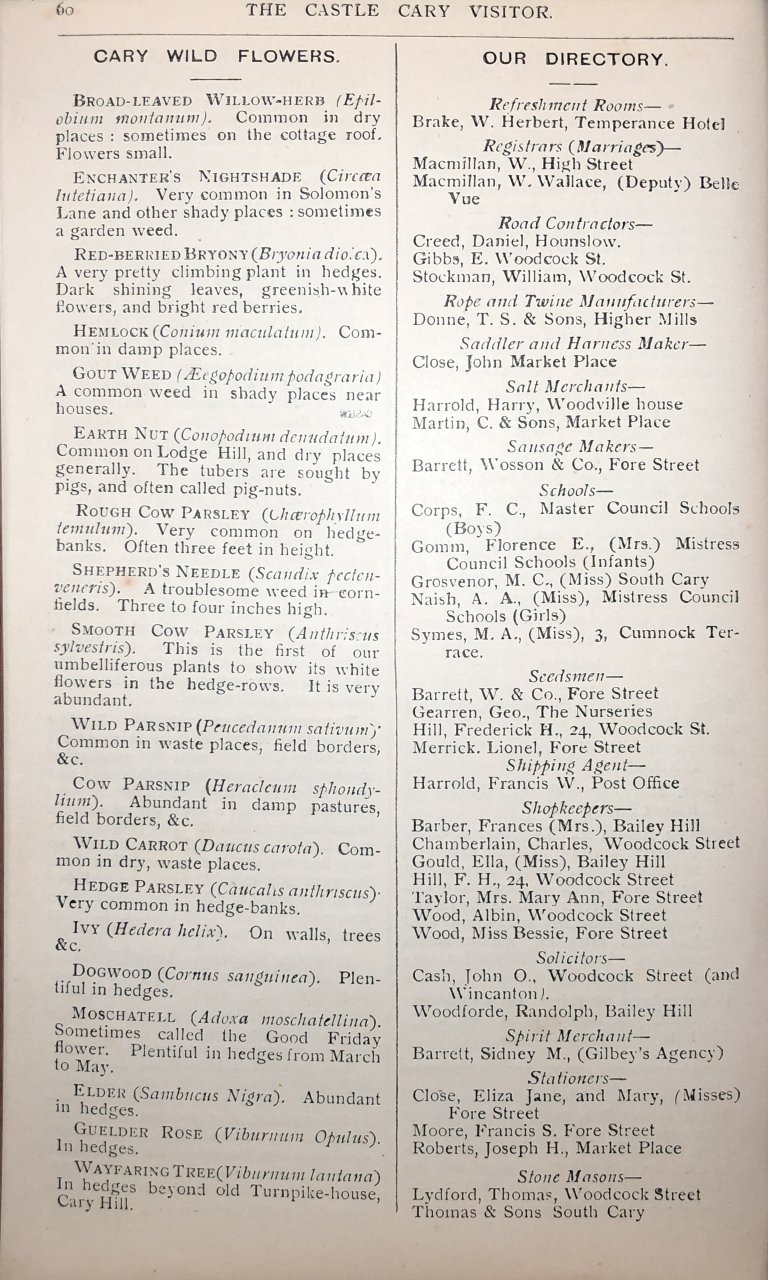 60
THE CASTLE CARY VISITOR.
CARY WILD FLOWERS.
BROAD-LEAVED WILLOW-HERB (Epil-
obium montanum). Common in dry
places : sometimes on the cottage roof.
Flowers small.
ENCHANTER'S NIGHTSHADE (Circæa
lutetiana). Very common in Solomon's
Lane and other shady places : sometimes
a garden weed.
RED-BERRIED BRYONY (Bryonia dioica).
A very pretty climbing plant in hedges.
Dark shining leaves, greenish-white
flowers, and bright red berries.
HEMLOCK (Conium maculatum). Com-
mon in damp places.
GOUT WEED (Ægopodium podagraria)
A common weed in shady places near
houses.
EARTH NUT (Conopodium denudatum).
Common on Lodge Hill, and dry places
generally. The tubers are sought by
pigs, and often called pig-nuts.
ROUGH COW PARSLEY (Chærophyllum
temulum). Very common on hedge-
banks. Often three feet in height.
SHEPHERD'S NEEDLE (Scandix pecten-
veneris). A troublesome weed in corn-
fields. Three to four inches high.
SMOOTH COW PARSLEY (Anthriscus
sylvestris). This is the first of our
umbelliferous plants to show its white
flowers in the hedge-rows. It is very
abundant.
WILD PARSNIP (Peucedanum sativum).
Common in waste places, field borders,
&c.
COW PARSNIP (Heracleum sphondy-
lium). Abundant in damp pastures,
field borders, &c.
WILD CARROT (Daucus carota). Com-
mon in dry, waste places.
HEDGE PARSLEY (Caucalis anthriscus).
Very common in hedge-banks.
IVY (Hedera helix). On walls, trees
&c.
DOGWOOD (Cornus sanguinea). Plen-
tiful in hedges.
MOSCHATELL (Adoxa moschatellina).
Sometimes called the Good Friday
flower. Plentiful in hedges from March
to May.
ELDER (Sambucus Nigra). Abundant
in hedges.
GUELDER ROSE (Viburnum Opulus).
In hedges.
WAYFARING TREE (Viburnum lantana)
In hedges beyond old Turnpike-house,
Cary Hill.
OUR DIRECTORY.
Refreshment Rooms—
Brake, W. Herbert, Temperance Hotel
Registrars (Marriages)—
Macmillan, W., High Street
Macmillan, W. Wallace, (Deputy) Belle
Vue
Road Contractors—
Creed, Daniel, Hounslow.
Gibbs, E. Woodcock St.
Stockman, William, Woodcock St.
Rope and Twine Manufacturers—
Donne, T. S. & Sons, Higher Mills
Saddler and Harness Maker—
Close, John Market Place
Salt Merchants—
Harrold, Harry, Woodville house
Martin, C. & Sons, Market Place
Sausage Makers—
Barrett, Wosson & Co., Fore Street
Schools—
Corps, F. C., Master Council Schools
(Boys)
Gomm, Florence E., (Mrs.) Mistress
Council Schools (Infants)
Grosvenor, M. C., (Miss) South Cary
Naish, A. A., (Miss), Mistress Council
Schools (Girls)
Symes, M. A., (Miss), 3, Cumnock Ter-
race.
Seedsmen—
Barrett, W. & Co., Fore Street
Gearren, Geo., The Nurseries
Hill, Frederick H., 24, Woodcock St.
Merrick. Lionel, Fore Street
Shipping Agent—
Harrold, Francis W., Post Office
Shopkeepers—
Barber, Frances (Mrs.), Bailey Hill
Chamberlain, Charles, Woodcock Street
Gould, Ella, (Miss), Bailey Hill
Hill, F. H., 24, Woodcock Street
Taylor, Mrs. Mary Ann, Fore Street
Wood, Albin, Woodcock Street
Wood, Miss Bessie, Fore Street
Solicitors—
Cash, John O., Woodcock Street (and
Wincanton).
Woodforde, Randolph, Bailey Hill
Spirit Merchant—
Barrett, Sidney M., (Gilbey's Agency)
Stationers—
Close, Eliza Jane, and Mary, (Misses)
Fore Street
Moore, Francis S. Fore Street
Roberts, Joseph H., Market Place
Stone Masons—
Lydford, Thomas, Woodcock Street
Thomas & Sons South Cary